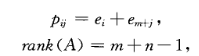 p_{ij} = e_i + e_{m+j},
rank(A) = m + n − 1,